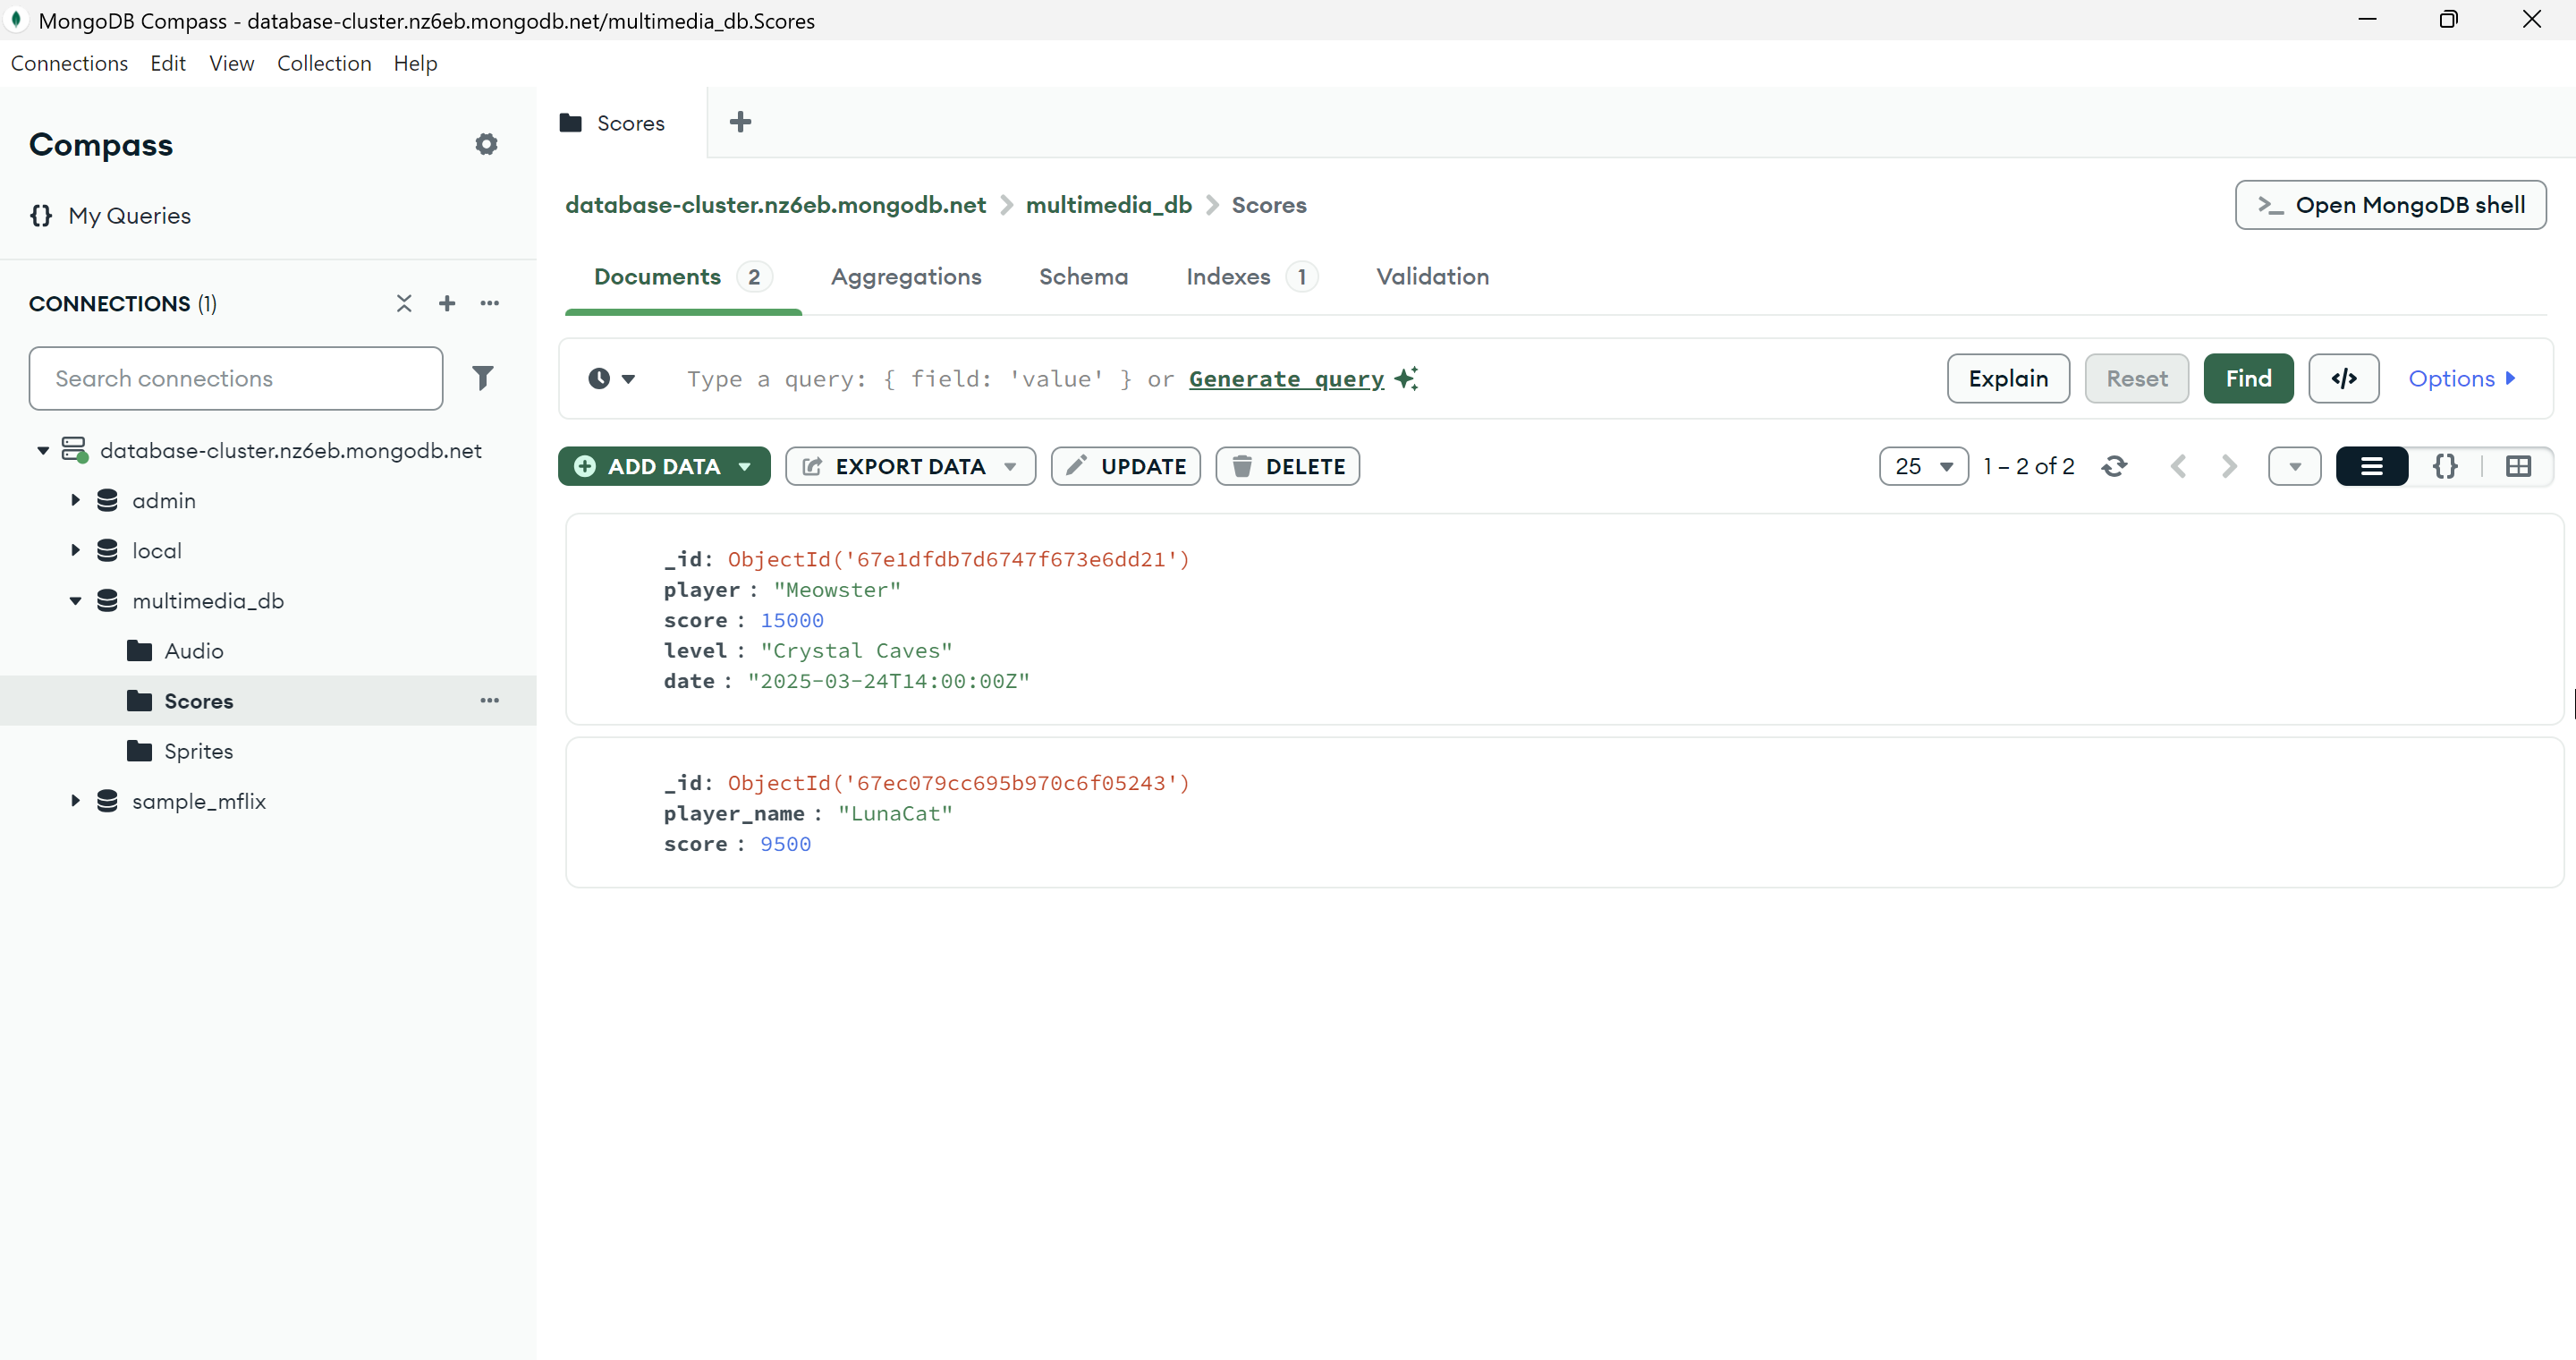 MongoDB Compass - database-cluster.nz6eb.mongodb.net/multimedia_db.Scores
Connections Edit View Collection Help
Compass
{} My Queries
CONNECTIONS (1)
Search connections
database-cluster.nz6eb.mongodb.net
admin
local
multimedia_db
Audio
Scores
Sprites
sample_mflix
Scores
database-cluster.nz6eb.mongodb.net > multimedia_db > Scores
>_ Open MongoDB shell
Documents 2 Aggregations Schema Indexes 1 Validation
Type a query: { field: 'value' } or Generate query
Explain Reset Find </> Options
ADD DATA EXPORT DATA UPDATE DELETE
25 1 – 2 of 2 {}
_id: ObjectId('67e1dfdb7d6747f673e6dd21')
player : "Meowster"
score : 15000
level : "Crystal Caves"
date : "2025-03-24T14:00:00Z"
_id: ObjectId('67ec079cc695b970c6f05243')
player_name : "LunaCat"
score : 9500